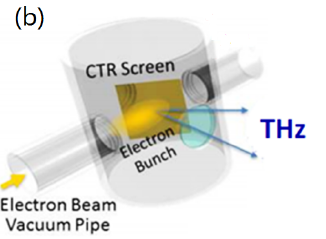 (b)
CTR Screen
THz
Electron
Bunch
Electron Beam
Vacuum Pipe